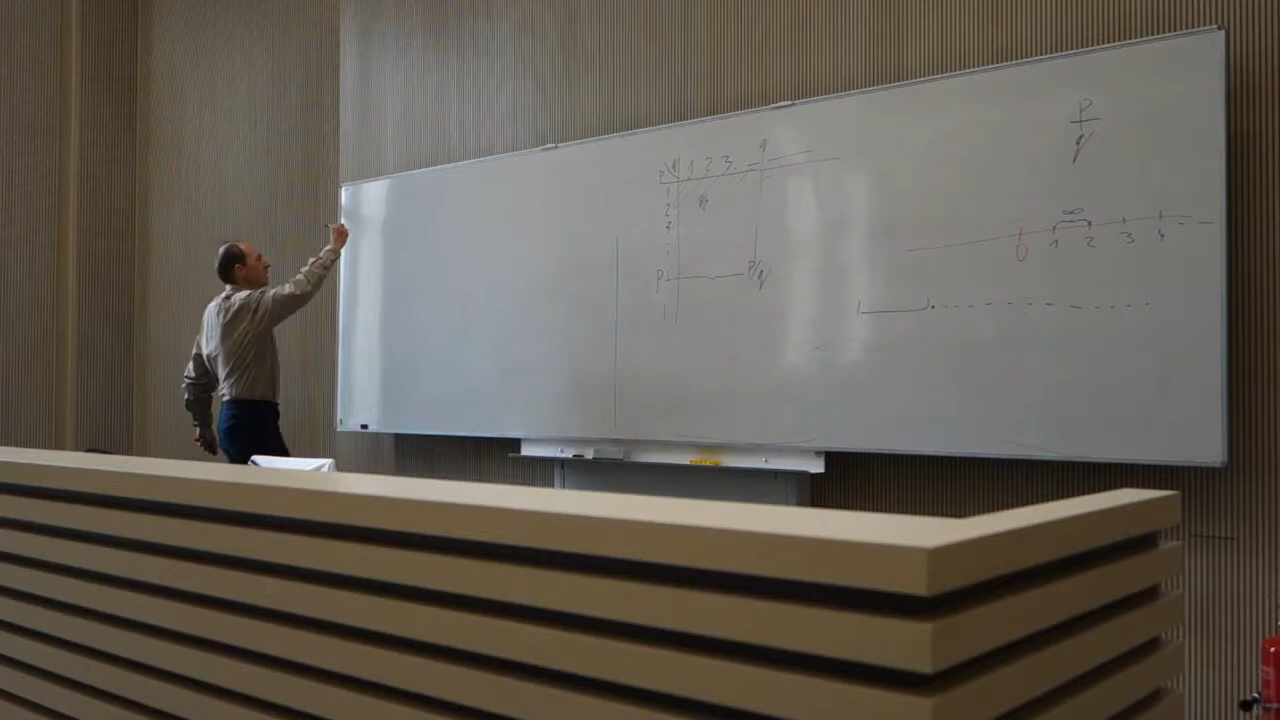 P q 1 2 3 . — q
1
2
3
P P/q
P
q
∞
0 1 2 3 4